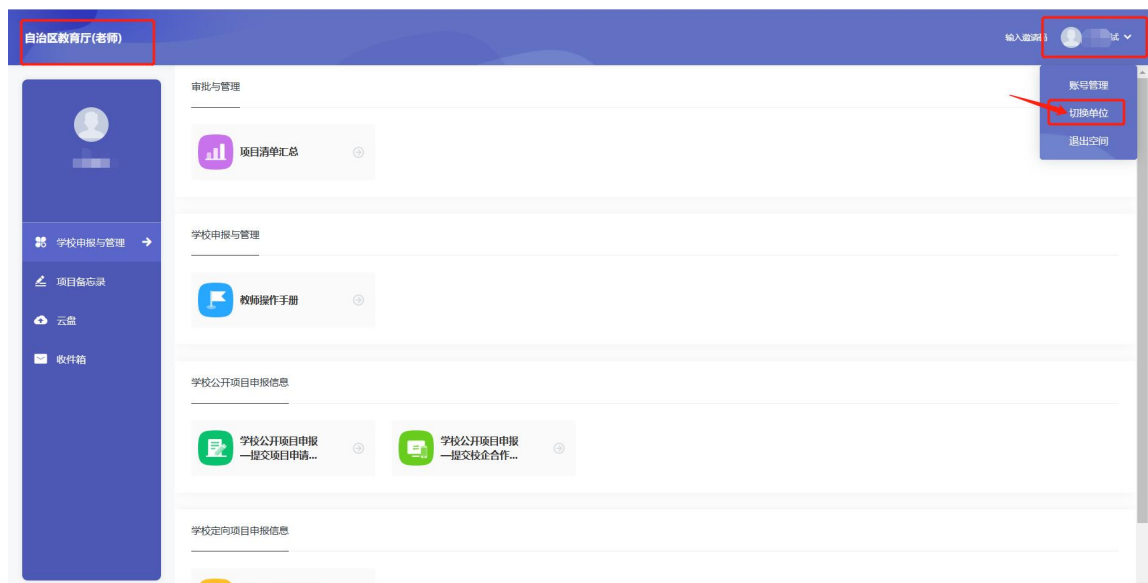 自治区教育厅(老师)
输入邀请码
试
账号管理
切换单位
退出空间
学校申报与管理
项目备忘录
云盘
收件箱
审批与管理
项目清单汇总
学校申报与管理
教师操作手册
学校公开项目申报信息
学校公开项目申报
—提交项目申请...
学校公开项目申报
—提交校企合作...
学校定向项目申报信息